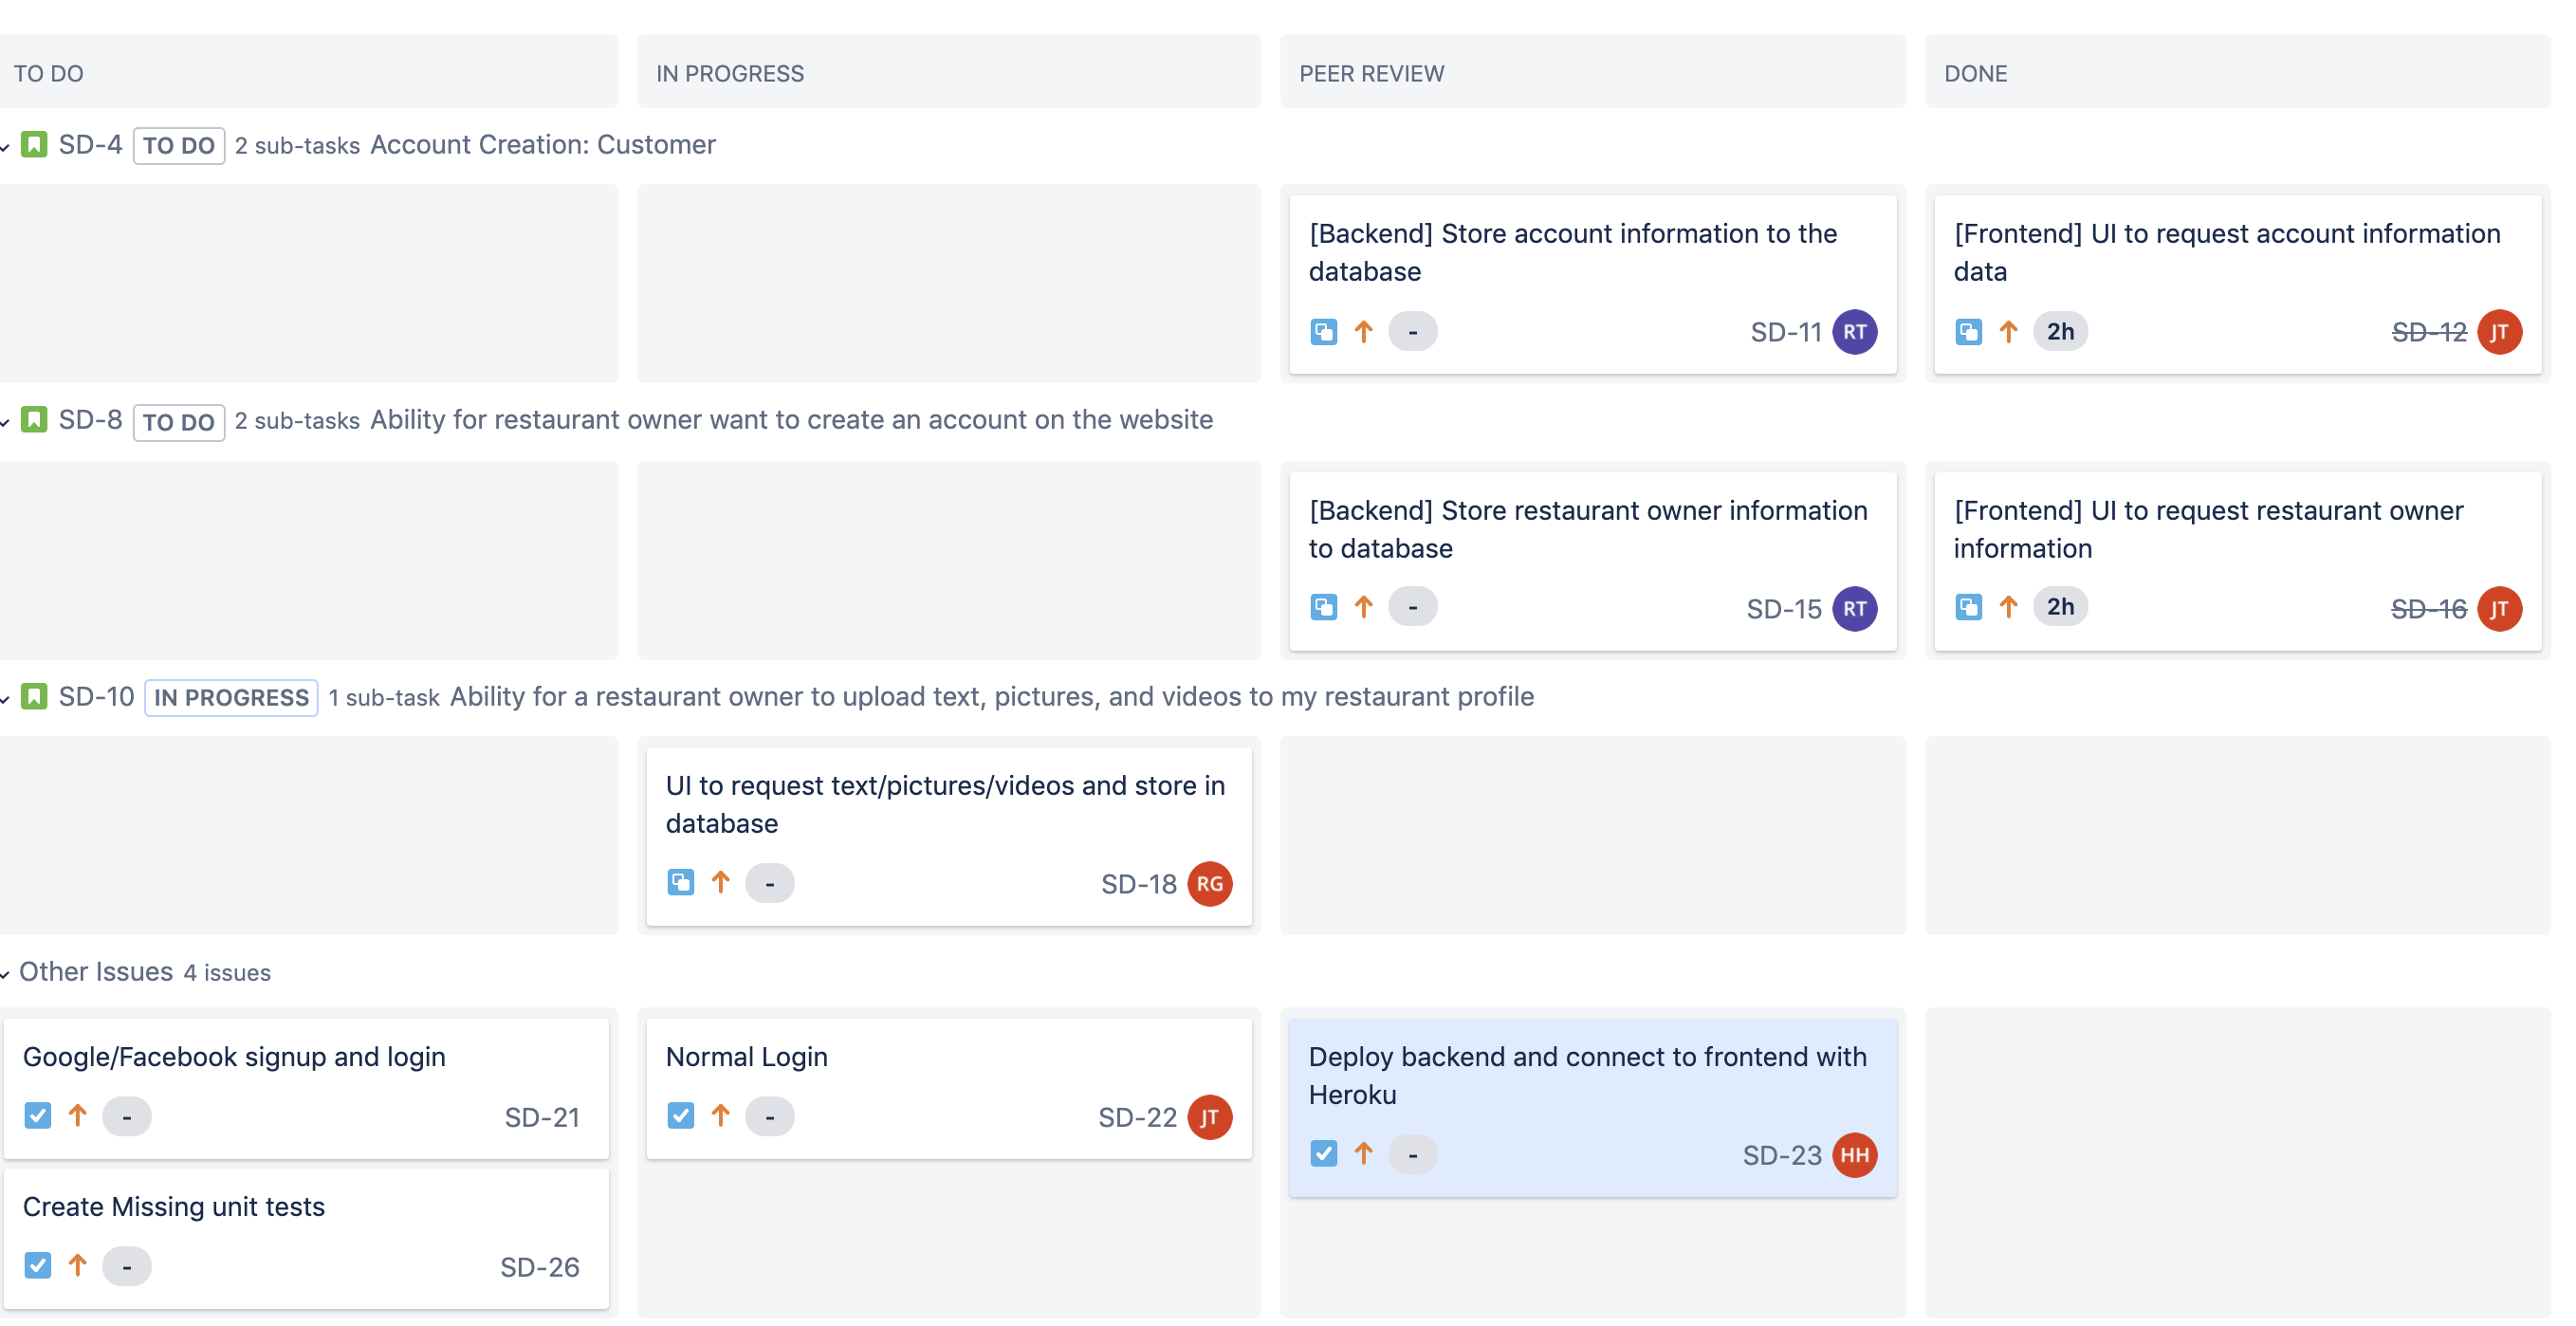 TO DO
IN PROGRESS
PEER REVIEW
DONE
SD-4 TO DO 2 sub-tasks Account Creation: Customer
[Backend] Store account information to the
database
- SD-11 RT
[Frontend] UI to request account information
data
2h SD-12 JT
SD-8 TO DO 2 sub-tasks Ability for restaurant owner want to create an account on the website
[Backend] Store restaurant owner information
to database
- SD-15 RT
[Frontend] UI to request restaurant owner
information
2h SD-16 JT
SD-10 IN PROGRESS 1 sub-task Ability for a restaurant owner to upload text, pictures, and videos to my restaurant profile
UI to request text/pictures/videos and store in
database
- SD-18 RG
Other Issues 4 issues
Google/Facebook signup and login
- SD-21
Create Missing unit tests
- SD-26
Normal Login
- SD-22 JT
Deploy backend and connect to frontend with
Heroku
- SD-23 HH